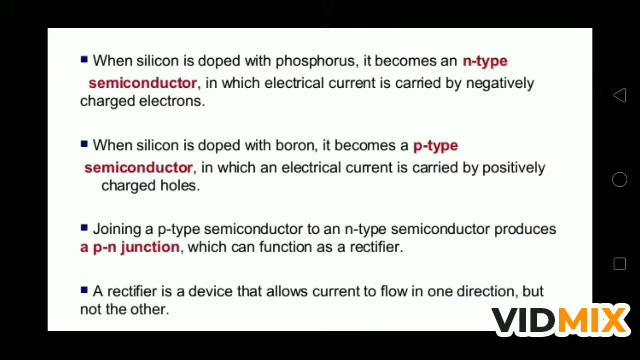 When silicon is doped with phosphorus, it becomes an n-type
semiconductor, in which electrical current is carried by negatively
charged electrons.
When silicon is doped with boron, it becomes a p-type
semiconductor, in which an electrical current is carried by positively
charged holes.
Joining a p-type semiconductor to an n-type semiconductor produces
a p-n junction, which can function as a rectifier.
A rectifier is a device that allows current to flow in one direction, but
not the other.
VIDMIX